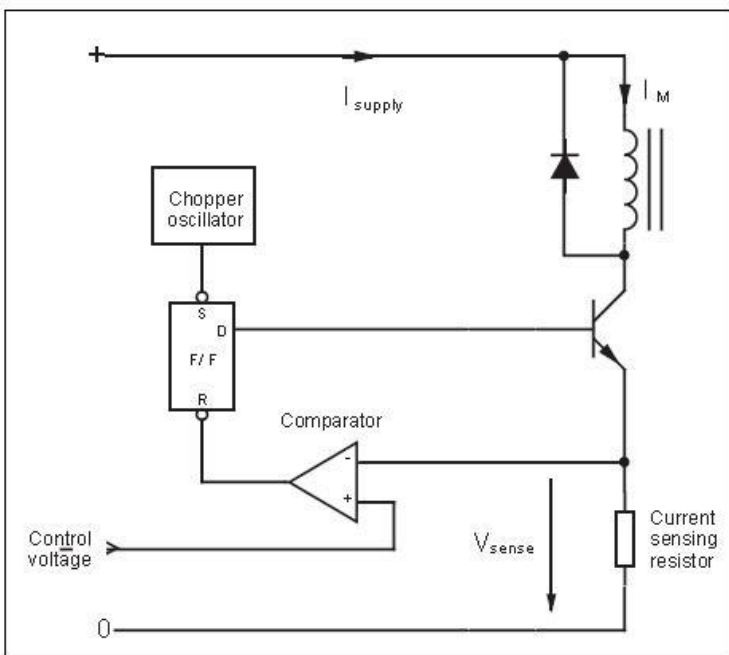 +
I supply
I M
Chopper
oscillator
S
D
F/F
R
Comparator
-
+
Control
voltage
V sense
Current
sensing
resistor
0